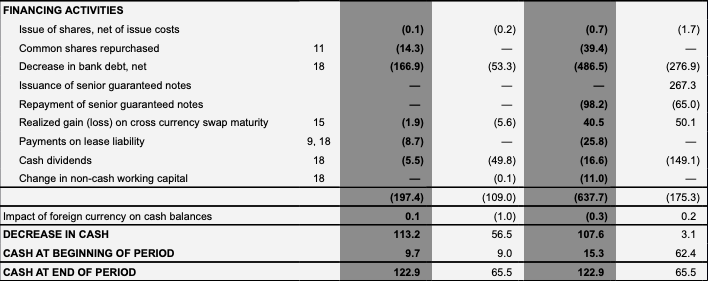 FINANCING ACTIVITIES
Issue of shares, net of issue costs (0.1) (0.2) (0.7) (1.7)
Common shares repurchased 11 (14.3) — (39.4) —
Decrease in bank debt, net 18 (166.9) (53.3) (486.5) (276.9)
Issuance of senior guaranteed notes — — — 267.3
Repayment of senior guaranteed notes — — (98.2) (65.0)
Realized gain (loss) on cross currency swap maturity 15 (1.9) (5.6) 40.5 50.1
Payments on lease liability 9, 18 (8.7) — (25.8) —
Cash dividends 18 (5.5) (49.8) (16.6) (149.1)
Change in non-cash working capital 18 — (0.1) (11.0) —
(197.4) (109.0) (637.7) (175.3)
Impact of foreign currency on cash balances 0.1 (1.0) (0.3) 0.2
DECREASE IN CASH 113.2 56.5 107.6 3.1
CASH AT BEGINNING OF PERIOD 9.7 9.0 15.3 62.4
CASH AT END OF PERIOD 122.9 65.5 122.9 65.5